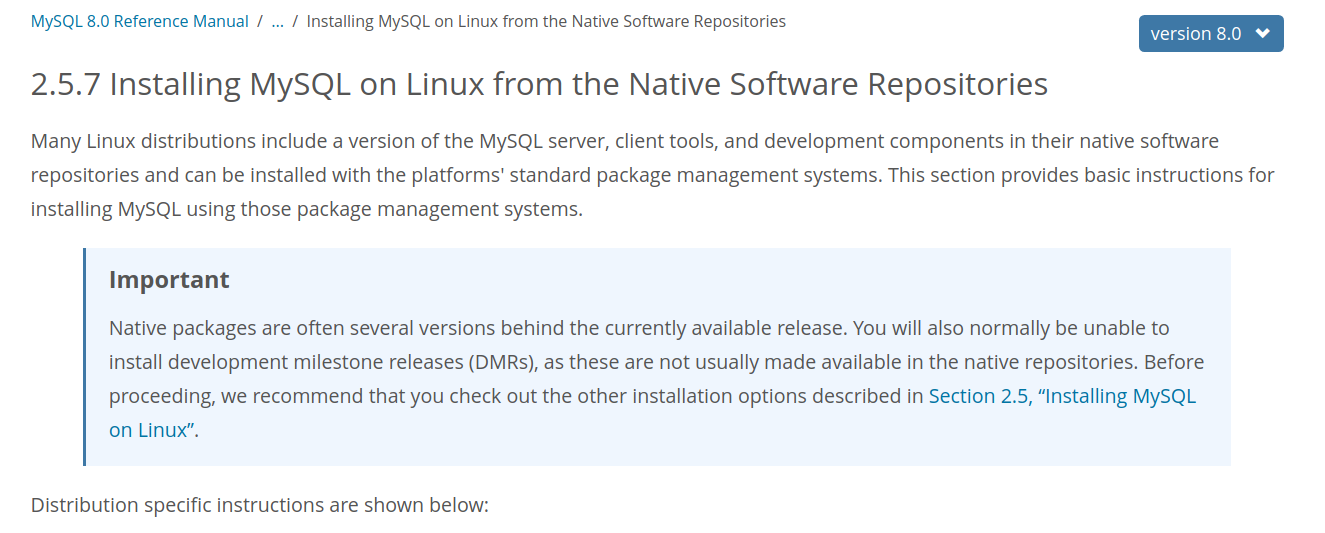 MySQL 8.0 Reference Manual / ... / Installing MySQL on Linux from the Native Software Repositories
version 8.0
2.5.7 Installing MySQL on Linux from the Native Software Repositories
Many Linux distributions include a version of the MySQL server, client tools, and development components in their native software
repositories and can be installed with the platforms' standard package management systems. This section provides basic instructions for
installing MySQL using those package management systems.
Important
Native packages are often several versions behind the currently available release. You will also normally be unable to
install development milestone releases (DMRs), as these are not usually made available in the native repositories. Before
proceeding, we recommend that you check out the other installation options described in Section 2.5, “Installing MySQL
on Linux”.
Distribution specific instructions are shown below: